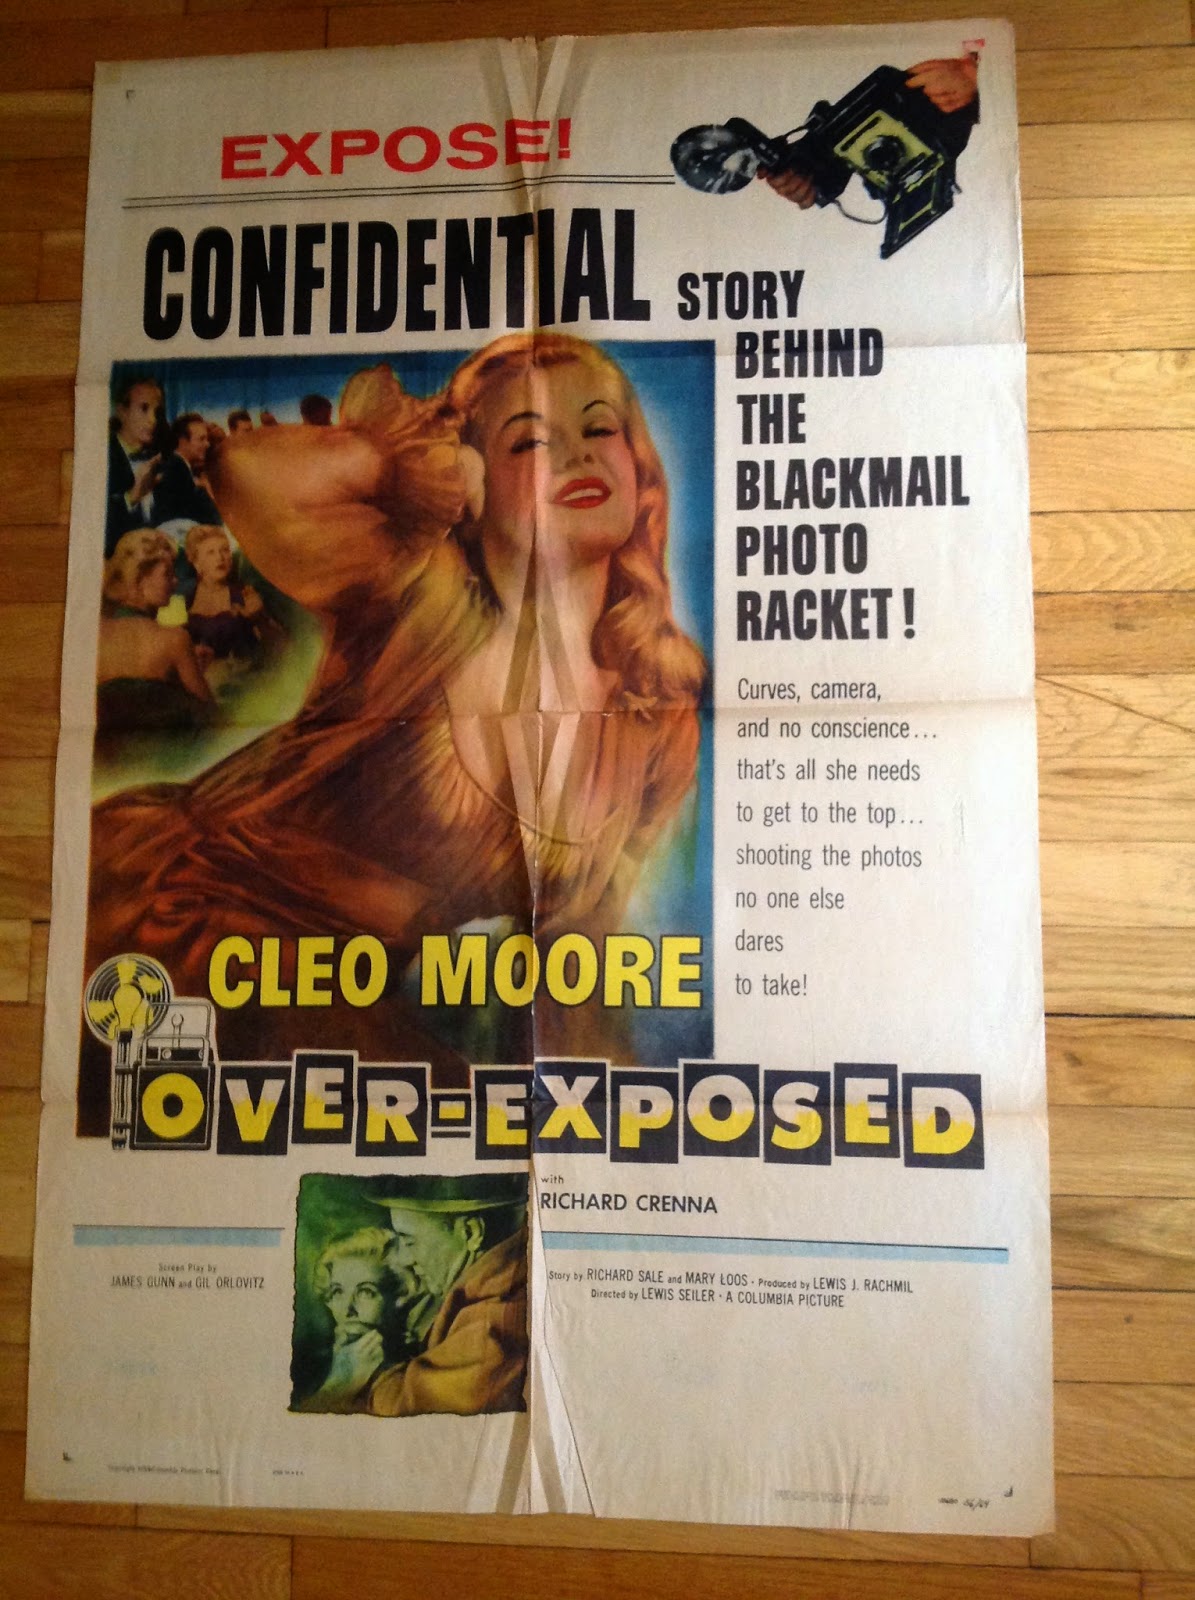 EXPOSE!
CONFIDENTIAL STORY
BEHIND
THE
BLACKMAIL
PHOTO
RACKET!
Curves, camera,
and no conscience...
that's all she needs
to get to the top...
shooting the photos
no one else
dares
to take!
CLEO MOORE
OVER-EXPOSED
with
RICHARD CRENNA
Screen Play by
JAMES GUNN and GIL ORLOVITZ
Story by RICHARD SALE and MARY LOOS • Produced by LEWIS J. RACHMIL
Directed by LEWIS SEILER • A COLUMBIA PICTURE
56/84